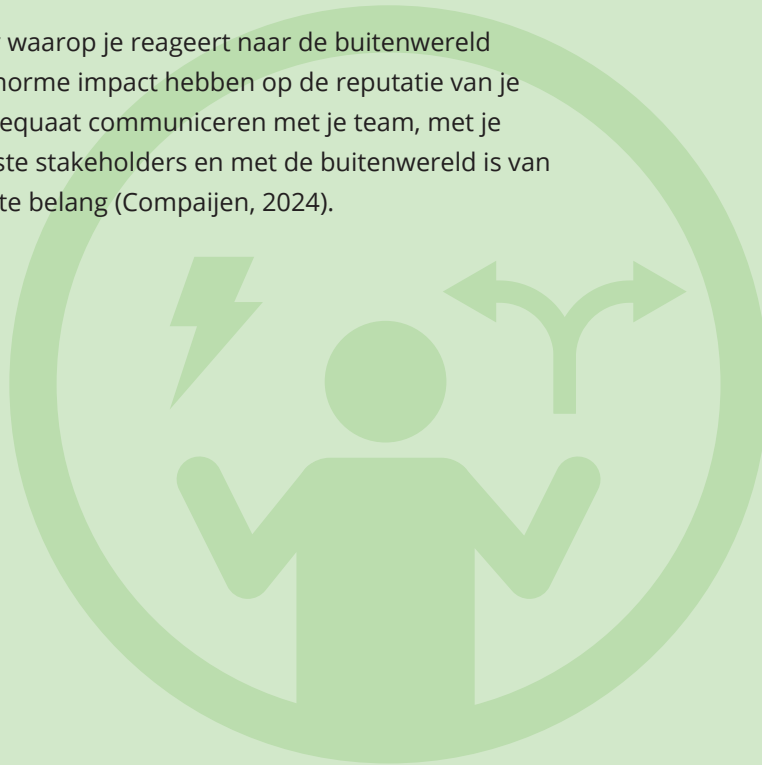 waarop je reageert naar de buitenwereld
norme impact hebben op de reputatie van je
equaat communiceren met je team, met je
ste stakeholders en met de buitenwereld is van
te belang (Compaijen, 2024).